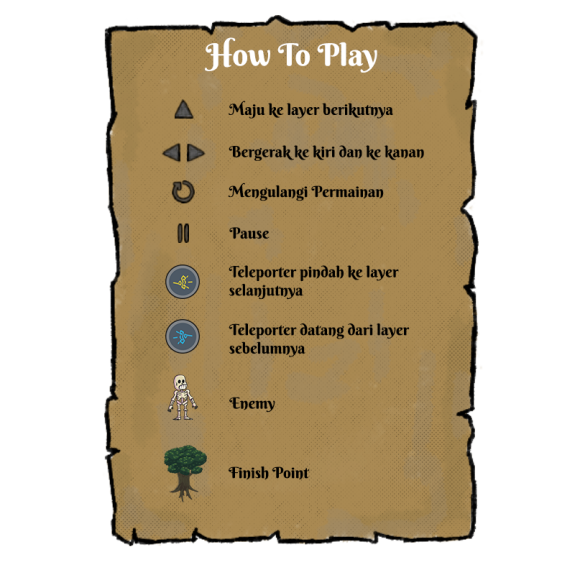 How To Play
Maju ke layer berikutnya
Bergerak ke kiri dan ke kanan
Mengulangi Permainan
Pause
Teleporter pindah ke layer
selanjutnya
Teleporter datang dari layer
sebelumnya
Enemy
Finish Point